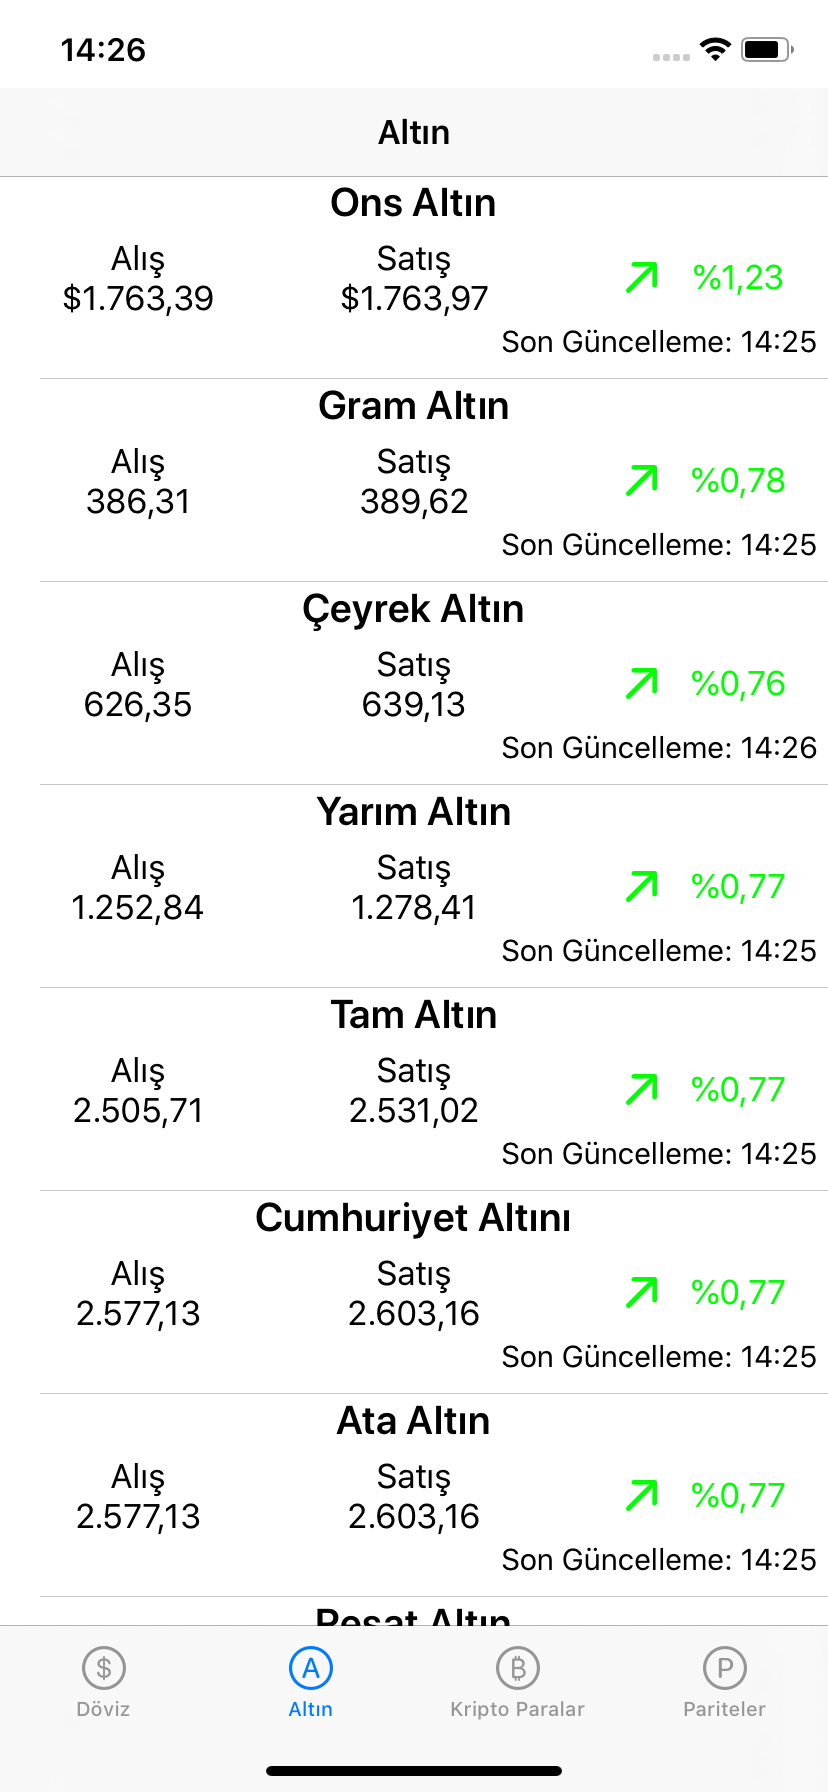 14:26
Altın
Ons Altın
Alış Satış
$1.763,39 $1.763,97 %1,23
Son Güncelleme: 14:25
Gram Altın
Alış Satış
386,31 389,62 %0,78
Son Güncelleme: 14:25
Çeyrek Altın
Alış Satış
626,35 639,13 %0,76
Son Güncelleme: 14:26
Yarım Altın
Alış Satış
1.252,84 1.278,41 %0,77
Son Güncelleme: 14:25
Tam Altın
Alış Satış
2.505,71 2.531,02 %0,77
Son Güncelleme: 14:25
Cumhuriyet Altını
Alış Satış
2.577,13 2.603,16 %0,77
Son Güncelleme: 14:25
Ata Altın
Alış Satış
2.577,13 2.603,16 %0,77
Son Güncelleme: 14:25
Reşat Altın
$ A ₿ P
Döviz Altın Kripto Paralar Pariteler